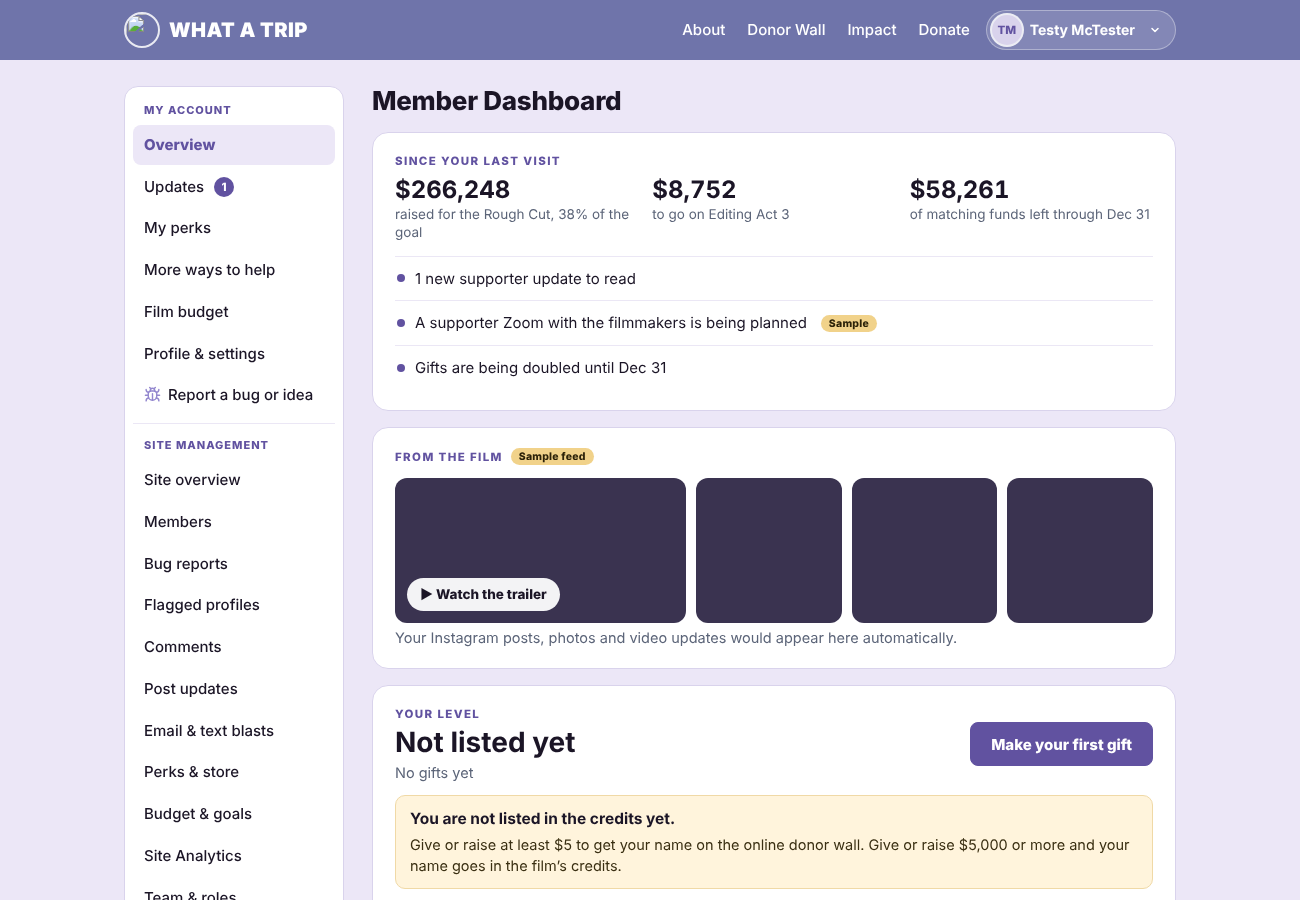 WHAT A TRIP
About
Donor Wall
Impact
Donate
TM
Testy McTester
MY ACCOUNT
Overview
Updates 1
My perks
More ways to help
Film budget
Profile & settings
Report a bug or idea
SITE MANAGEMENT
Site overview
Members
Bug reports
Flagged profiles
Comments
Post updates
Email & text blasts
Perks & store
Budget & goals
Site Analytics
Team & roles
Member Dashboard
SINCE YOUR LAST VISIT
$266,248
raised for the Rough Cut, 38% of the
goal
$8,752
to go on Editing Act 3
$58,261
of matching funds left through Dec 31
1 new supporter update to read
A supporter Zoom with the filmmakers is being planned Sample
Gifts are being doubled until Dec 31
FROM THE FILM Sample feed
▶ Watch the trailer
Your Instagram posts, photos and video updates would appear here automatically.
YOUR LEVEL
Not listed yet
No gifts yet
Make your first gift
You are not listed in the credits yet.
Give or raise at least $5 to get your name on the online donor wall. Give or raise $5,000 or more and your
name goes in the film’s credits.